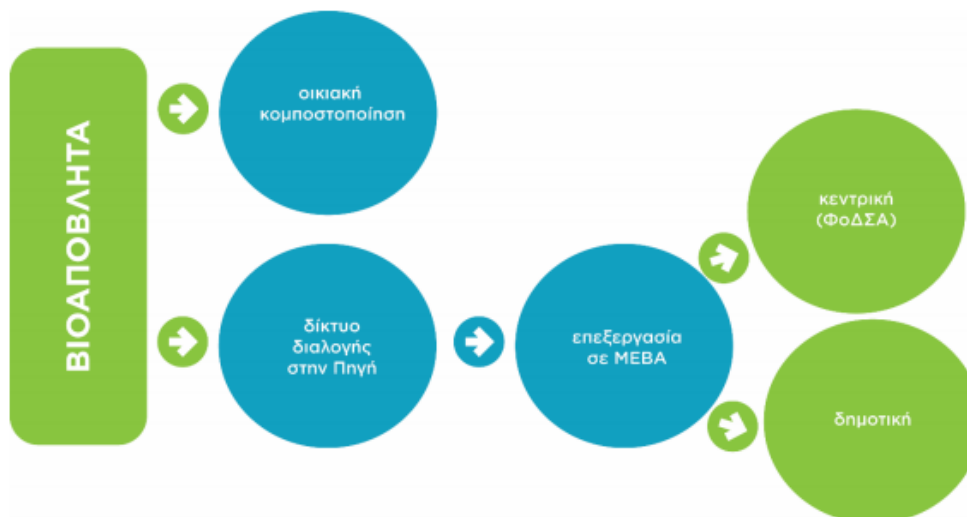 ΒΙΟΑΠΟΒΛΗΤΑ
οικιακή
κομποστοποίηση
δίκτυο
διαλογής
στην Πηγή
επεξεργασία
σε ΜΕΒΑ
κεντρική
(ΦοΔΣΑ)
δημοτική